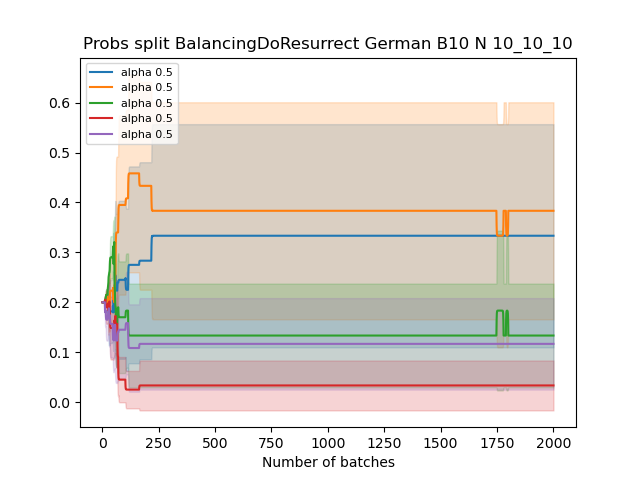 Probs split BalancingDoResurrect German B10 N 10_10_10
alpha 0.5
alpha 0.5
alpha 0.5
alpha 0.5
alpha 0.5
0.6
0.5
0.4
0.3
0.2
0.1
0.0
0 250 500 750 1000 1250 1500 1750 2000
Number of batches